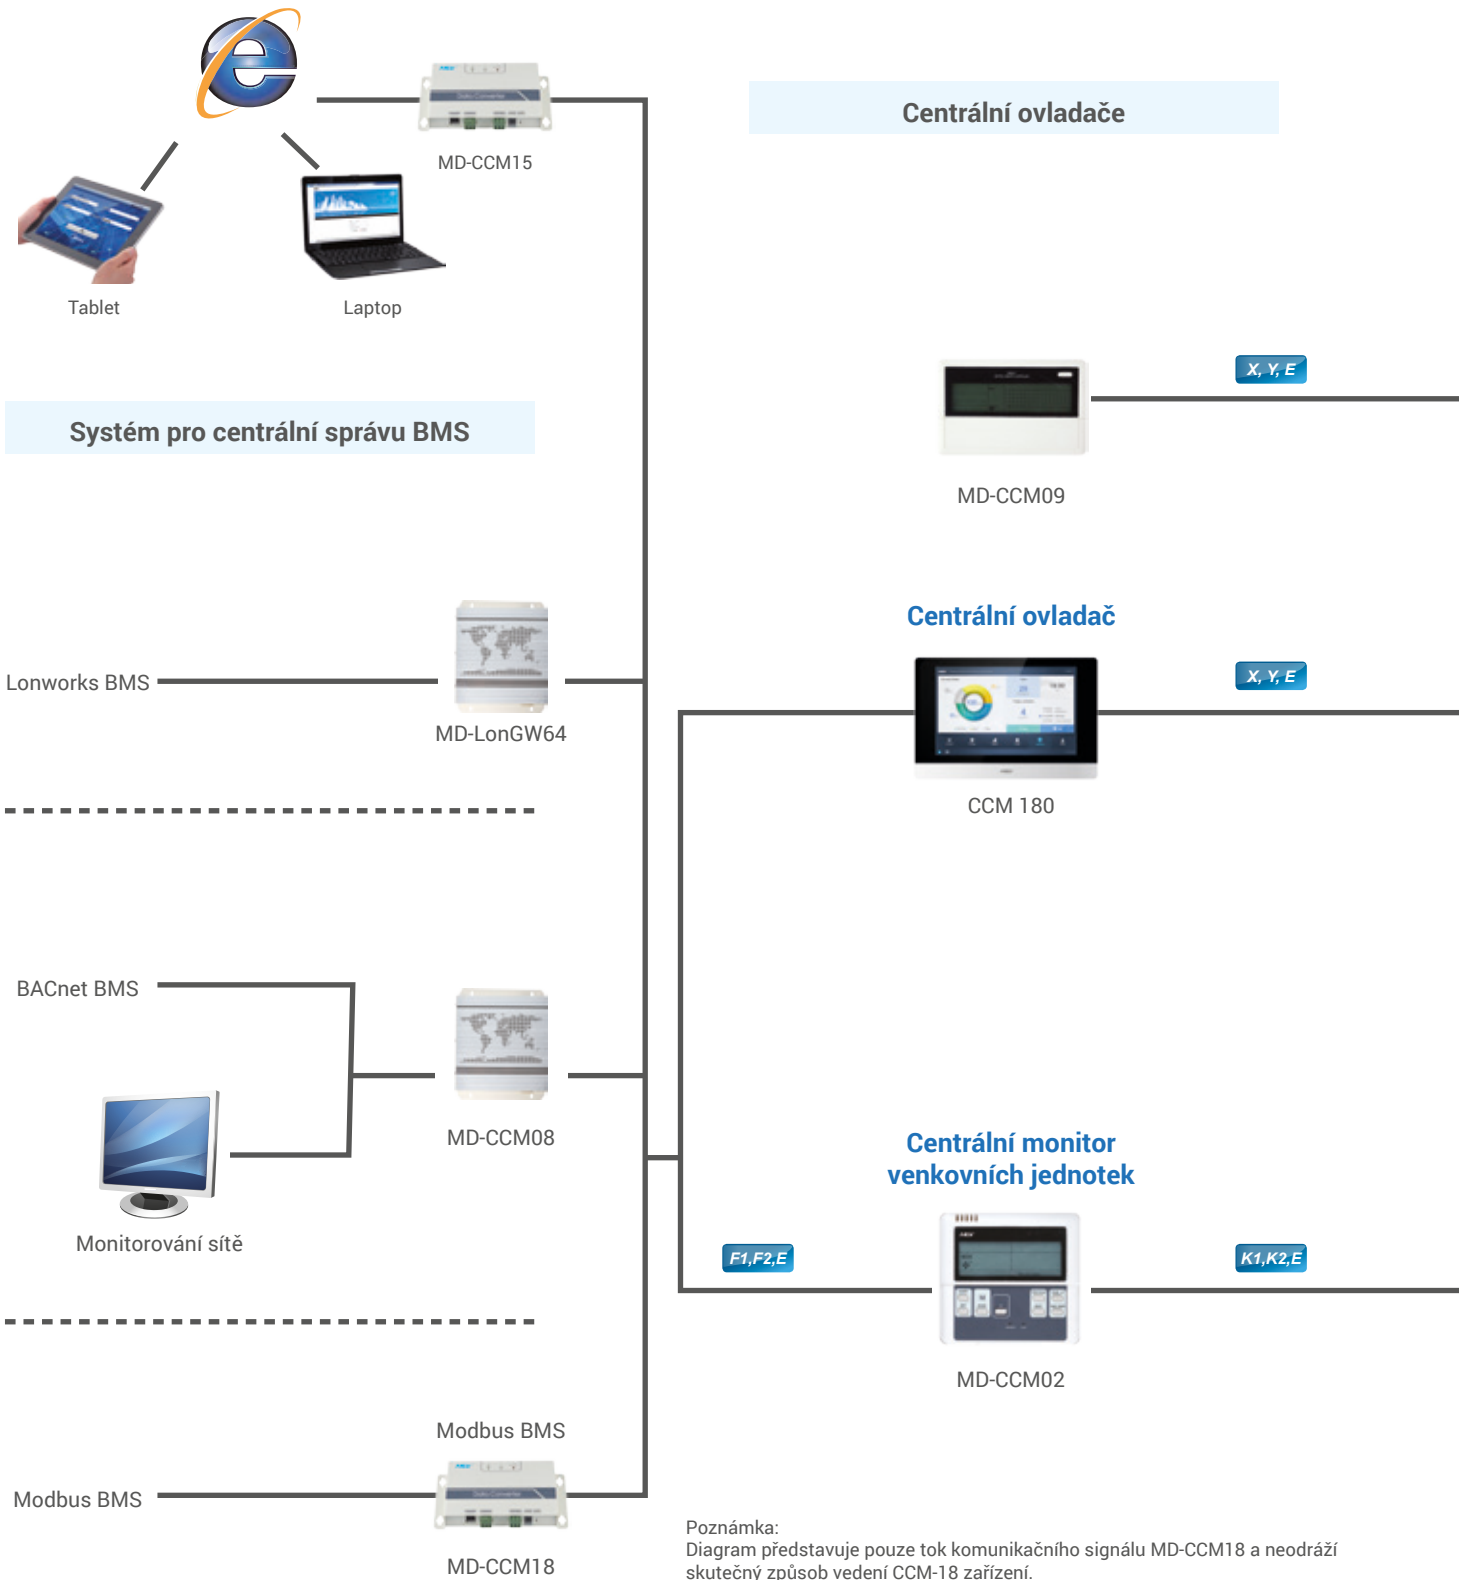 MD-CCM15
Tablet
Laptop
Systém pro centrální správu BMS
Lonworks BMS
MD-LonGW64
BACnet BMS
MD-CCM08
Monitorování sítě
Modbus BMS
Modbus BMS
MD-CCM18
Centrální ovladače
X, Y, E
MD-CCM09
Centrální ovladač
X, Y, E
CCM 180
Centrální monitor
venkovních jednotek
F1,F2,E
K1,K2,E
MD-CCM02
Poznámka:
Diagram představuje pouze tok komunikačního signálu MD-CCM18 a neodráží
skutečný způsob vedení CCM-18 zařízení.